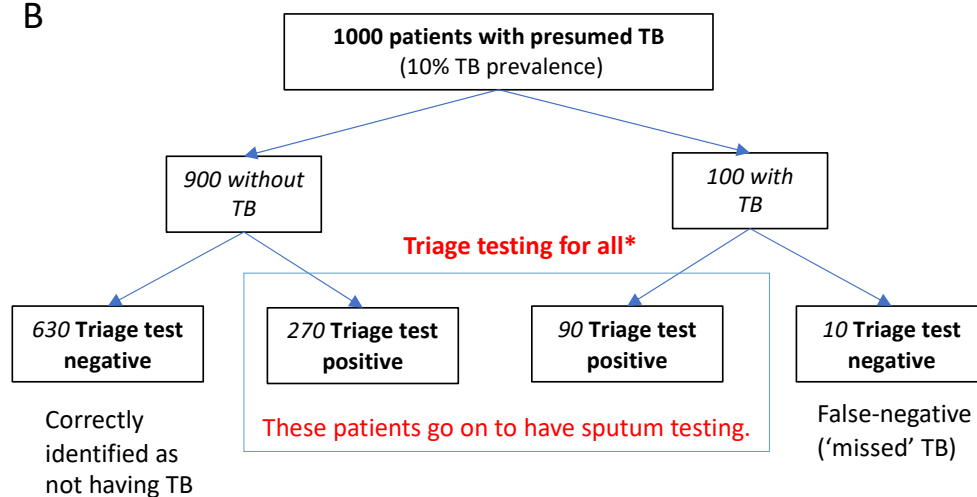 B
1000 patients with presumed TB
(10% TB prevalence)
900 without
TB
100 with
TB
Triage testing for all*
630 Triage test
negative
270 Triage test
positive
90 Triage test
positive
10 Triage test
negative
Correctly
identified as
not having TB
These patients go on to have sputum testing.
False-negative
(‘missed’ TB)